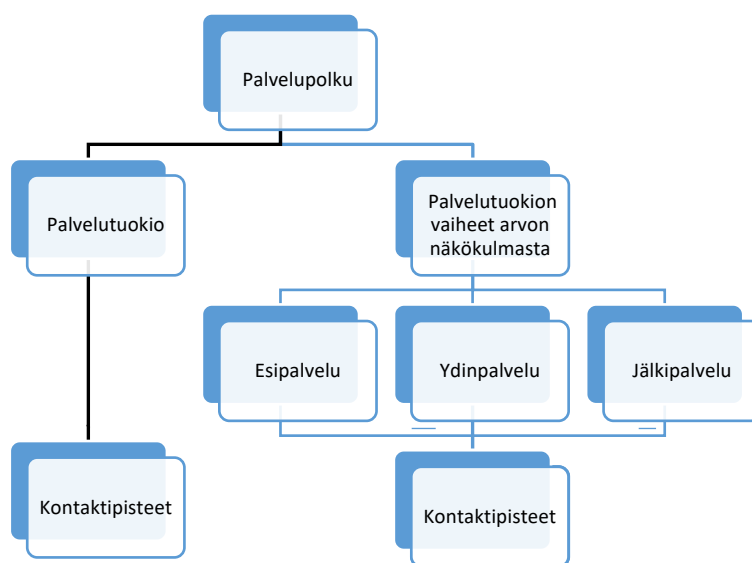 Palvelupolku
Palvelutuokio
Palvelutuokion
vaiheet arvon
näkökulmasta
Esipalvelu
Ydinpalvelu
Jälkipalvelu
Kontaktipisteet
Kontaktipisteet